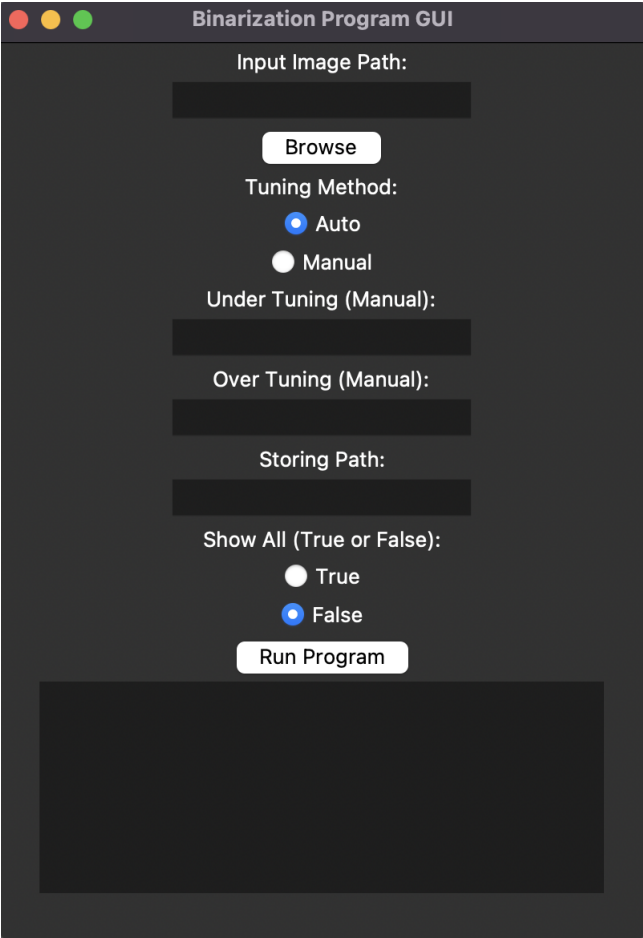 Binarization Program GUI
Input Image Path:
Browse
Tuning Method:
Auto
Manual
Under Tuning (Manual):
Over Tuning (Manual):
Storing Path:
Show All (True or False):
True
False
Run Program